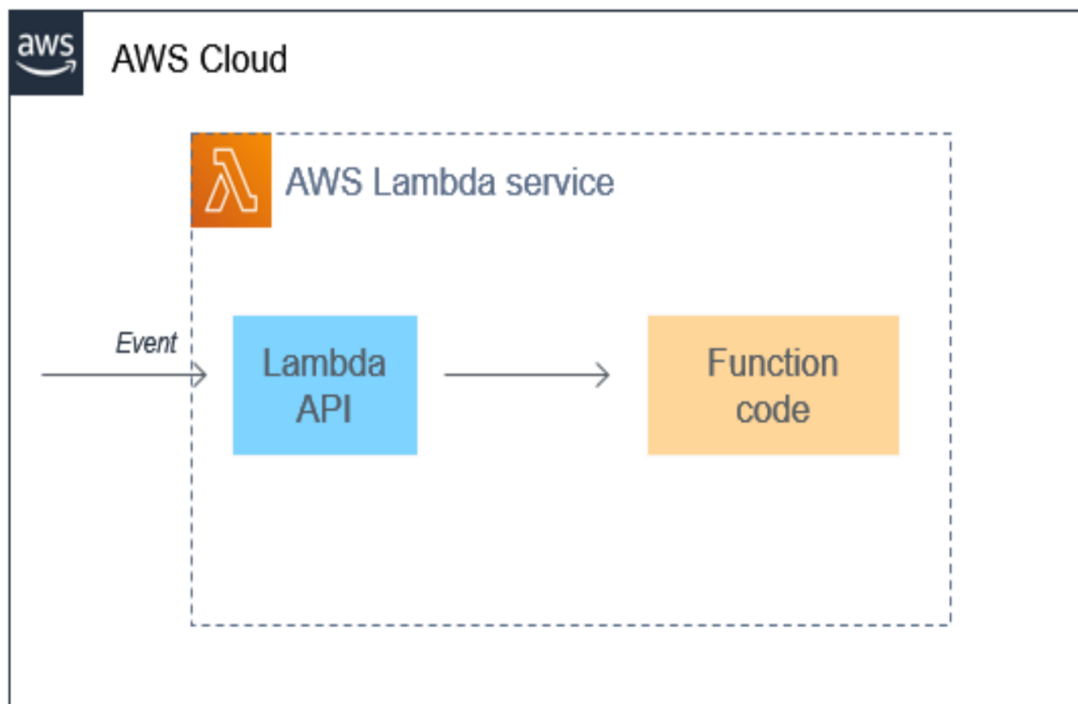 aws
AWS Cloud
AWS Lambda service
Event
Lambda
API
Function
code